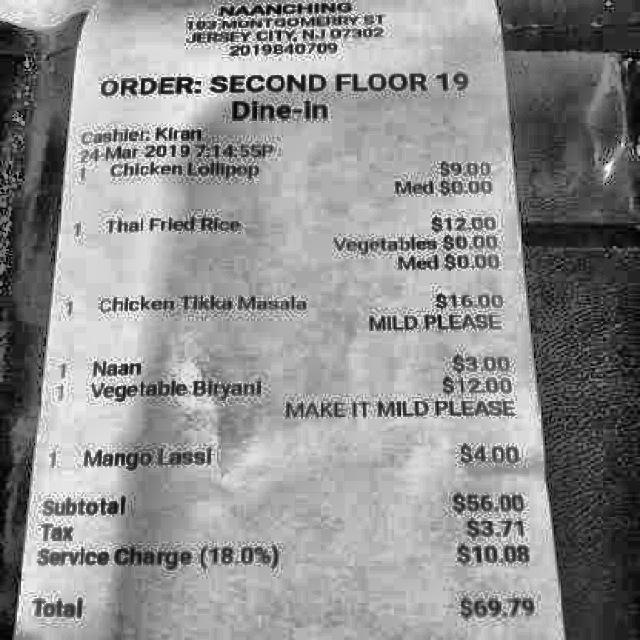 NAANCHING
103 MONTGOMERRY ST
JERSEY CITY, NJ 07302
2019840709
ORDER: SECOND FLOOR 19
Dine-in
Cashier: Kiran
24-Mar 2019 7:14:55P
1 Chicken Lollipop $9.00
Med $0.00
1 Thai Fried Rice $12.00
Vegetables $0.00
Med $0.00
1 Chicken Tikka Masala $16.00
MILD PLEASE
1 Naan $3.00
1 Vegetable Biryani $12.00
MAKE IT MILD PLEASE
1 Mango Lassi $4.00
Subtotal $56.00
Tax $3.71
Service Charge (18.0%) $10.08
Total $69.79